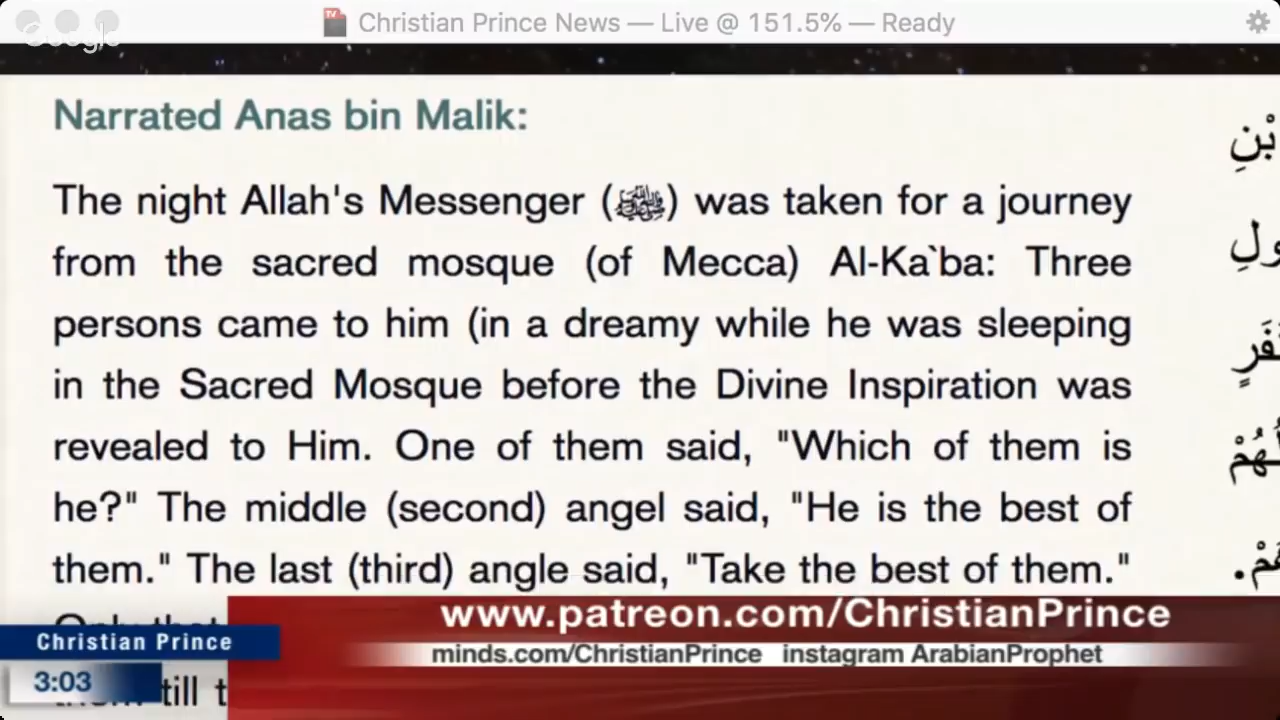 Christian Prince News — Live @ 151.5% — Ready
Google
Narrated Anas bin Malik:
The night Allah's Messenger (ﷺ) was taken for a journey
from the sacred mosque (of Mecca) Al-Ka`ba: Three
persons came to him (in a dreamy while he was sleeping
in the Sacred Mosque before the Divine Inspiration was
revealed to Him. One of them said, "Which of them is
he?" The middle (second) angel said, "He is the best of
them." The last (third) angle said, "Take the best of them."
Only that
till t
بْنِ
www.patreon.com/ChristianPrince
minds.com/ChristianPrince instagram ArabianProphet
Christian Prince
3:03